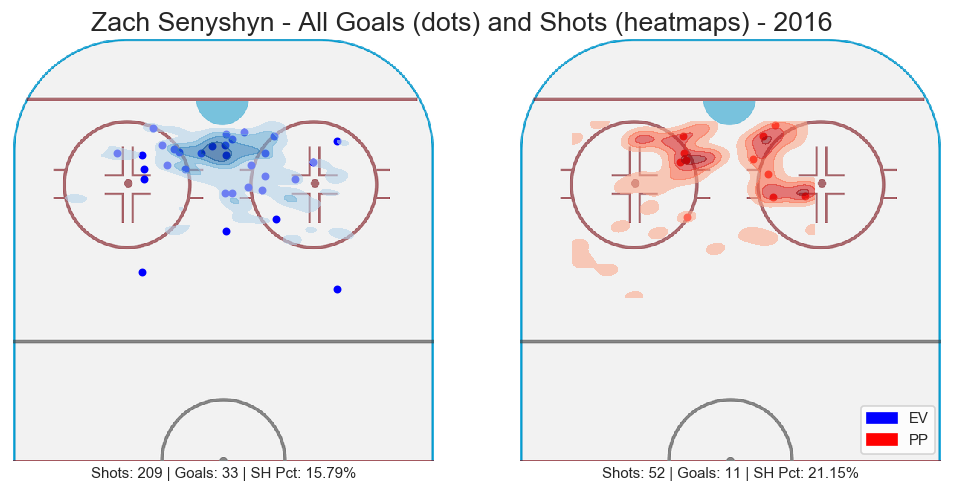 Zach Senyshyn - All Goals (dots) and Shots (heatmaps) - 2016
EV
PP
Shots: 209 | Goals: 33 | SH Pct: 15.79%
Shots: 52 | Goals: 11 | SH Pct: 21.15%